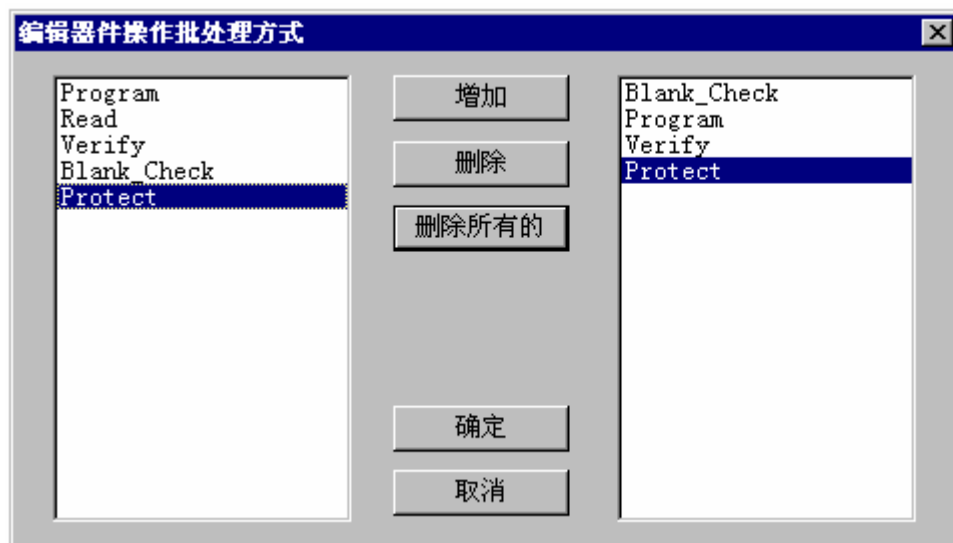 编辑器件操作批处理方式
Program
Read
Verify
Blank_Check
Protect
增加
删除
删除所有的
确定
取消
Blank_Check
Program
Verify
Protect